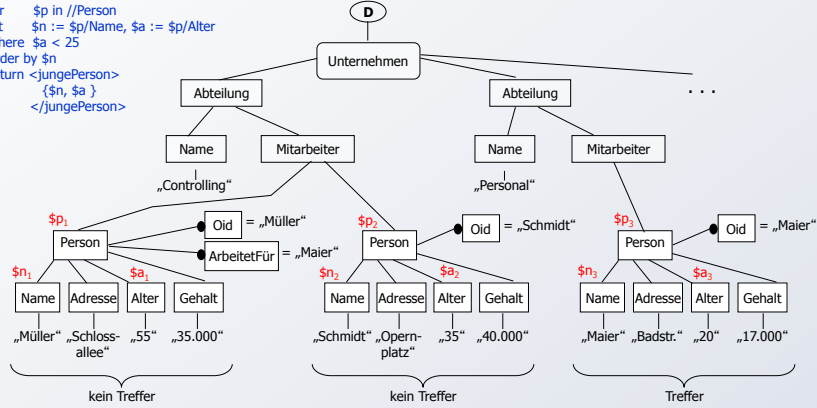 r $p in //Person
t $n := $p/Name, $a := $p/Alter
here $a < 25
der by $n
turn <jungePerson>
{$n, $a }
</jungePerson>
D
Unternehmen
Abteilung
Abteilung
. . .
Name
Mitarbeiter
Name
Mitarbeiter
„Controlling“
„Personal“
$p1
Oid = „Müller“
$p2
Oid = „Schmidt“
$p3
Oid = „Maier“
Person
ArbeitetFür = „Maier“
Person
Person
$n1
$a1
$n2
$a2
$n3
$a3
Name
Adresse
Alter
Gehalt
Name
Adresse
Alter
Gehalt
Name
Adresse
Alter
Gehalt
„Müller“
„Schloss-
allee“
„55“
„35.000“
„Schmidt“
„Opern-
platz“
„35“
„40.000“
„Maier“
„Badstr.“
„20“
„17.000“
kein Treffer
kein Treffer
Treffer